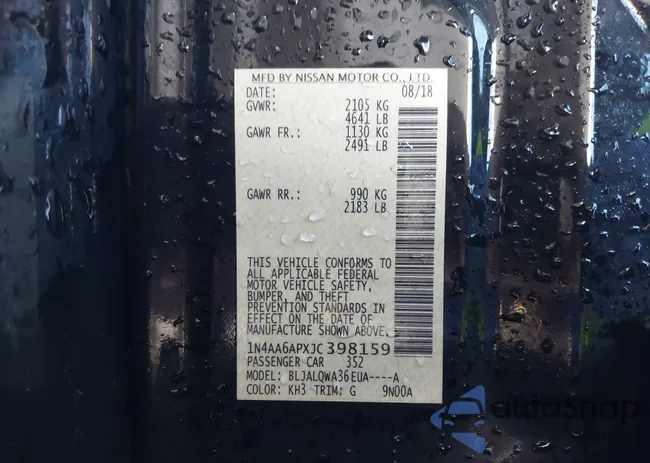 MFD BY NISSAN MOTOR CO., LTD.
DATE: 08/18
GVWR: 2105 KG
4641 LB
GAWR FR.: 1130 KG
2491 LB
GAWR RR.: 990 KG
2183 LB
THIS VEHICLE CONFORMS TO
ALL APPLICABLE FEDERAL
MOTOR VEHICLE SAFETY,
BUMPER, AND THEFT
PREVENTION STANDARDS IN
EFFECT ON THE DATE OF
MANUFACTURE SHOWN ABOVE.
1N4AA6APXJC398159
PASSENGER CAR 352
MODEL: BLJALQWA36EUA----A
COLOR: KH3 TRIM: G 9N00A
autoSnap